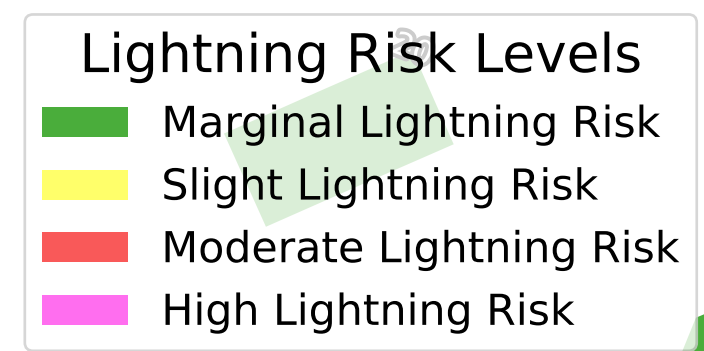 Lightning Risk Levels
Marginal Lightning Risk
Slight Lightning Risk
Moderate Lightning Risk
High Lightning Risk